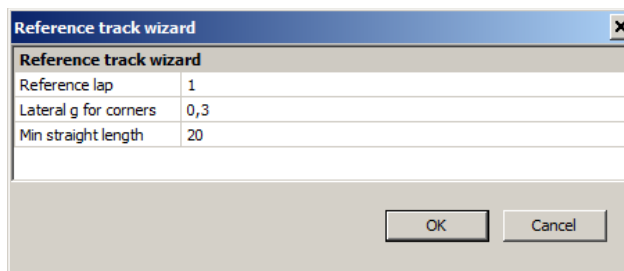 Reference track wizard
Reference track wizard
Reference lap 1
Lateral g for corners 0,3
Min straight length 20
OK Cancel